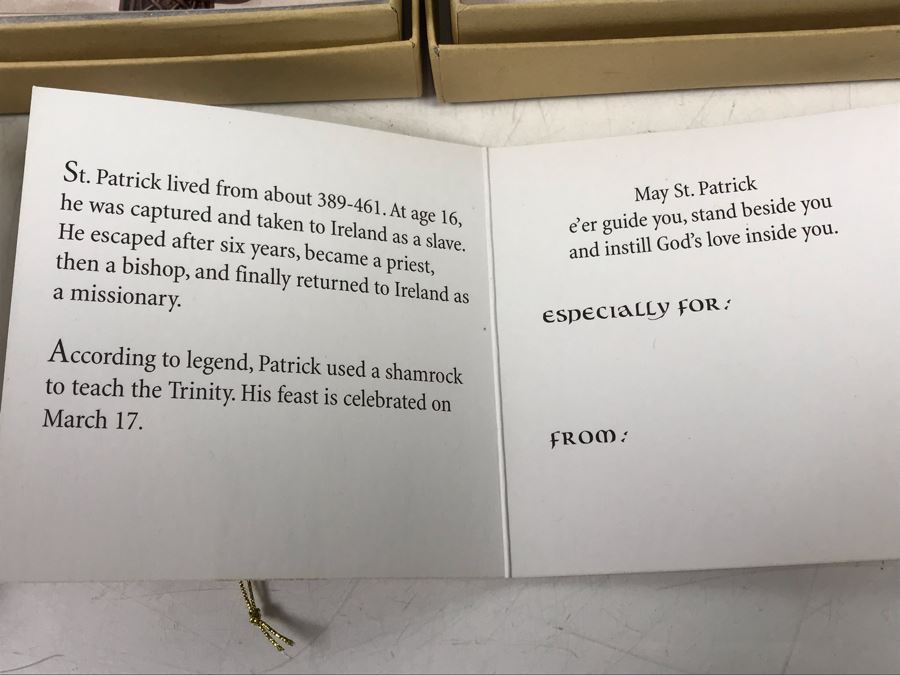 St. Patrick lived from about 389-461. At age 16,
he was captured and taken to Ireland as a slave.
He escaped after six years, became a priest,
then a bishop, and finally returned to Ireland as
a missionary.
According to legend, Patrick used a shamrock
to teach the Trinity. His feast is celebrated on
March 17.
May St. Patrick
e'er guide you, stand beside you
and instill God's love inside you.
especially for:
from: